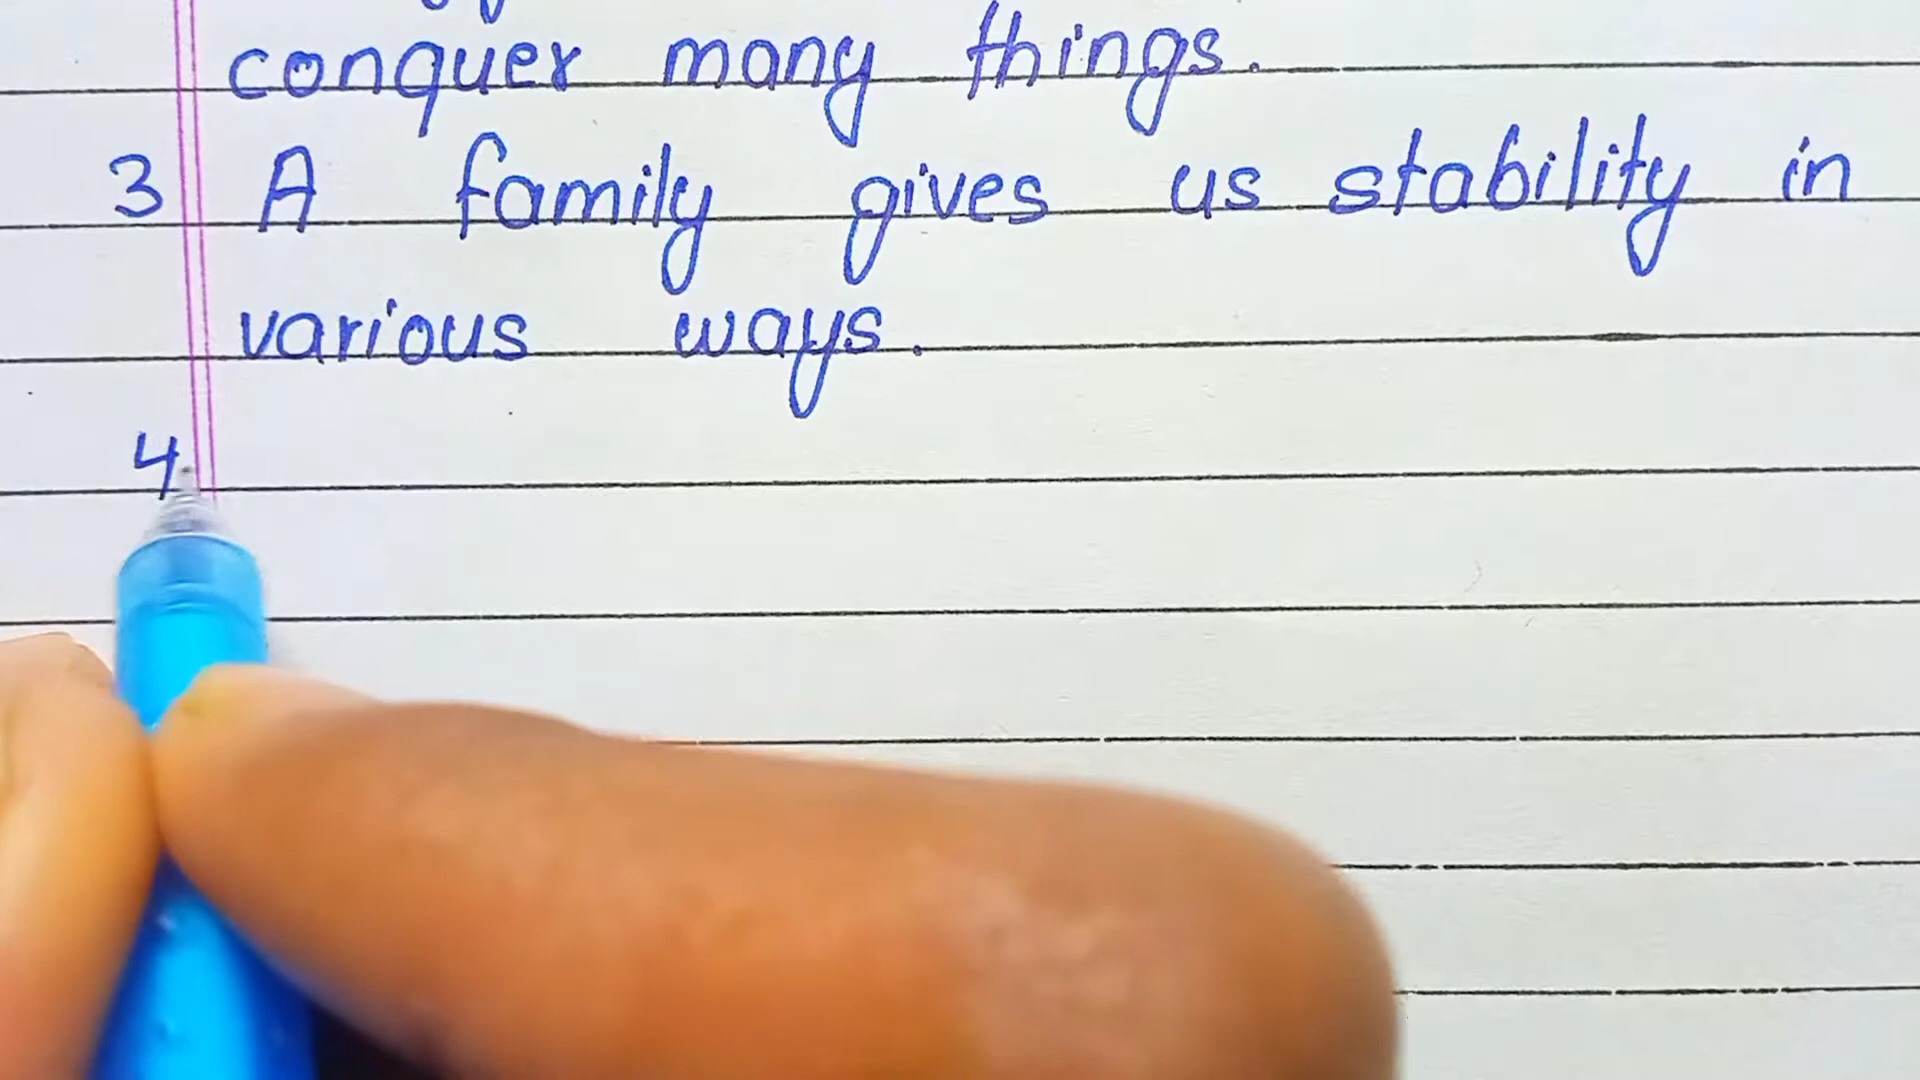 conquer many things.
3 A family gives us stability in
various ways.
4